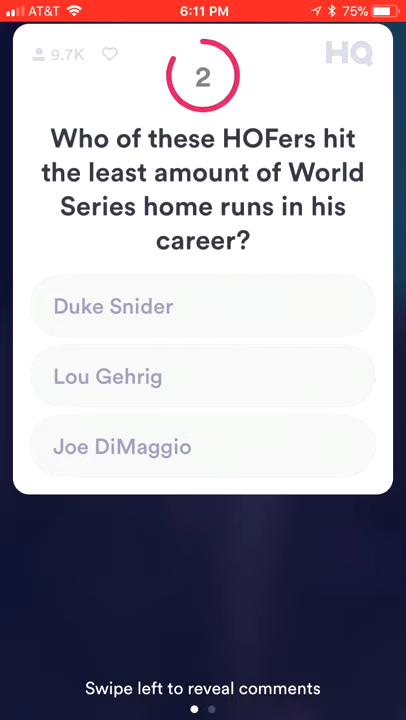 AT&T 6:11 PM 75%
9.7K HQ
2
Who of these HOFers hit
the least amount of World
Series home runs in his
career?
Duke Snider
Lou Gehrig
Joe DiMaggio
Swipe left to reveal comments